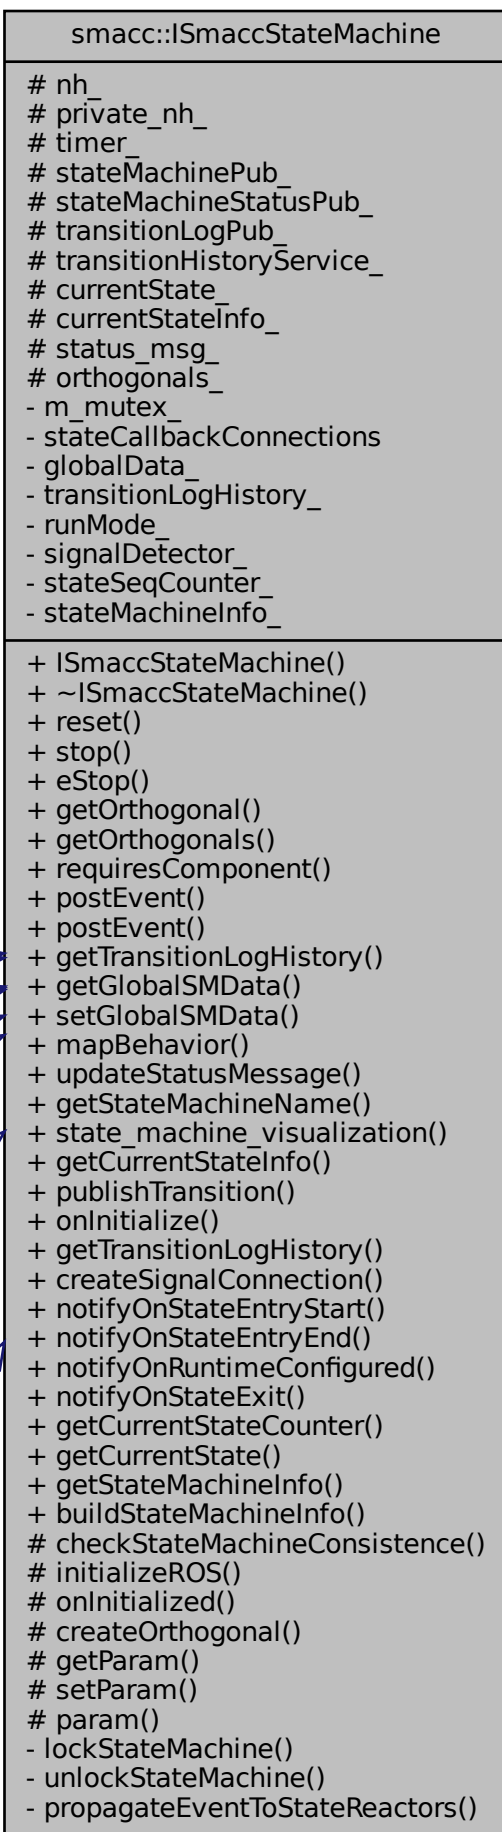 smacc::ISmaccStateMachine
# nh_
# private_nh_
# timer_
# stateMachinePub_
# stateMachineStatusPub_
# transitionLogPub_
# transitionHistoryService_
# currentState_
# currentStateInfo_
# status_msg_
# orthogonals_
- m_mutex_
- stateCallbackConnections
- globalData_
- transitionLogHistory_
- runMode_
- signalDetector_
- stateSeqCounter_
- stateMachineInfo_
+ ISmaccStateMachine()
+ ~ISmaccStateMachine()
+ reset()
+ stop()
+ eStop()
+ getOrthogonal()
+ getOrthogonals()
+ requiresComponent()
+ postEvent()
+ postEvent()
+ getTransitionLogHistory()
+ getGlobalSMData()
+ setGlobalSMData()
+ mapBehavior()
+ updateStatusMessage()
+ getStateMachineName()
+ state_machine_visualization()
+ getCurrentStateInfo()
+ publishTransition()
+ onInitialize()
+ getTransitionLogHistory()
+ createSignalConnection()
+ notifyOnStateEntryStart()
+ notifyOnStateEntryEnd()
+ notifyOnRuntimeConfigured()
+ notifyOnStateExit()
+ getCurrentStateCounter()
+ getCurrentState()
+ getStateMachineInfo()
+ buildStateMachineInfo()
# checkStateMachineConsistence()
# initializeROS()
# onInitialized()
# createOrthogonal()
# getParam()
# setParam()
# param()
- lockStateMachine()
- unlockStateMachine()
- propagateEventToStateReactors()